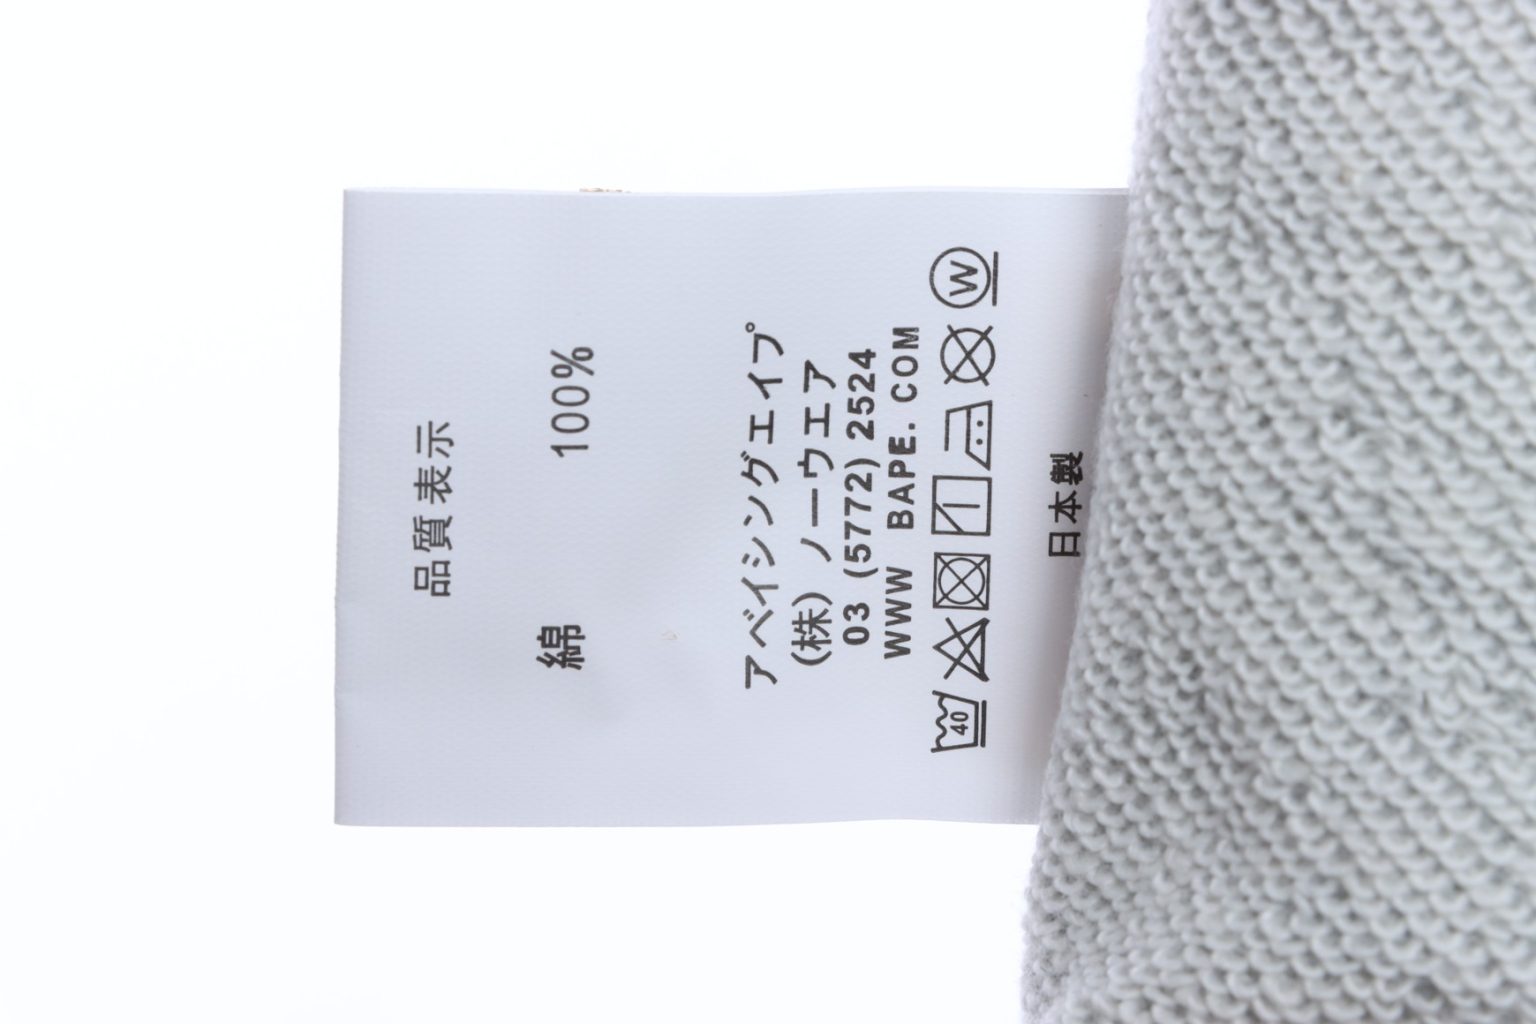 品質表示
綿 100%
アベイシングエイプ
(株) ノーウエア
03 (5772) 2524
WWW BAPE. COM
40 W
日本製